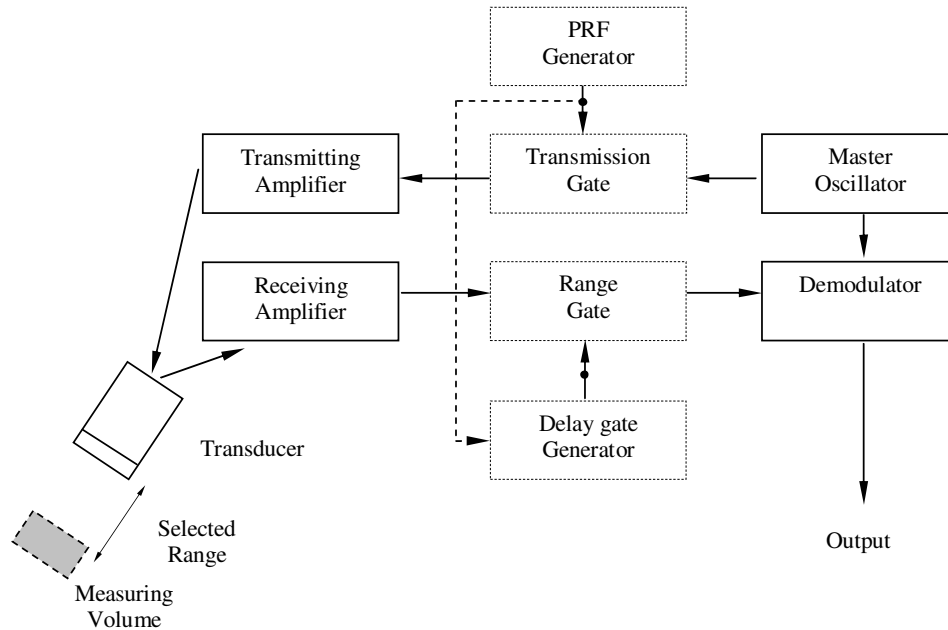 PRF
Generator
Transmitting
Amplifier
Transmission
Gate
Master
Oscillator
Receiving
Amplifier
Range
Gate
Demodulator
Transducer
Delay gate
Generator
Selected
Range
Output
Measuring
Volume